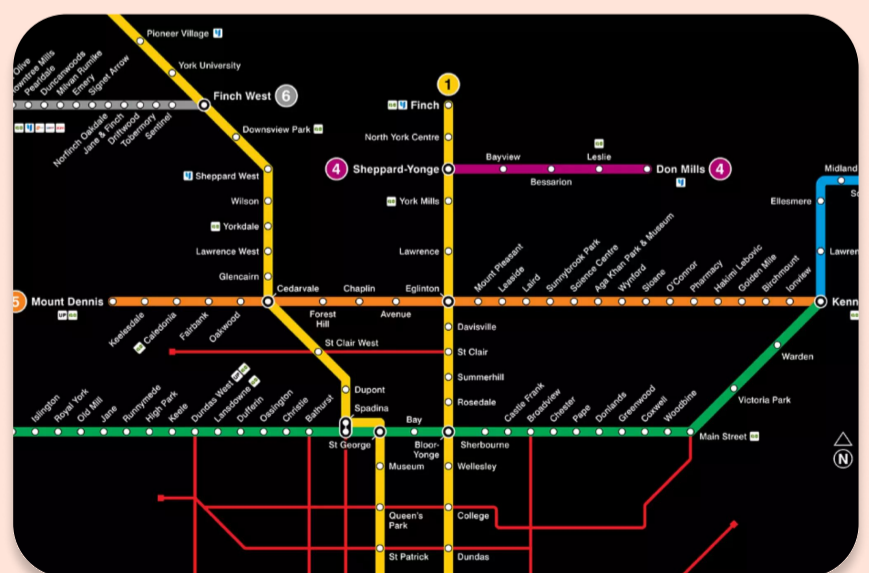 Pioneer Village
York University
Finch West 6
Downsview Park
Sheppard West
Wilson
Yorkdale
Lawrence West
Glencairn
Cedarvale
Olive
Pearldale
Duncanwoods
Milvan Rumike
Emery
Signet Arrow
Norfinch Oakdale
Jane & Finch
Driftwood
Tobermory
Sentinel
1
Finch
North York Centre
4 Sheppard-Yonge
Bayview
Bessarion
Leslie
Don Mills 4
York Mills
Lawrence
Eglinton
Midland
Ellesmere
5 Mount Dennis
UP GO
Keelesdale
Caledonia
Fairbank
Oakwood
Forest
Hill
Chaplin
Avenue
Mount Pleasant
Leaside
Laird
Sunnybrook Park
Science Centre
Aga Khan Park & Museum
Wynford
Sloane
O'Connor
Pharmacy
Hakimi Lebovic
Golden Mile
Birchmount
Ionview
Davisville
St Clair West
St Clair
Summerhill
Rosedale
Dupont
Spadina
St George
Warden
Victoria Park
Main Street
Islington
Royal York
Old Mill
Jane
Runnymede
High Park
Keele
Dundas West
Lansdowne
Dufferin
Ossington
Christie
Bathurst
Bay
Bloor-
Yonge
Sherbourne
Castle Frank
Broadview
Chester
Pape
Donlands
Greenwood
Coxwell
Woodbine
Museum
Wellesley
Queen's
Park
College
St Patrick
Dundas
N